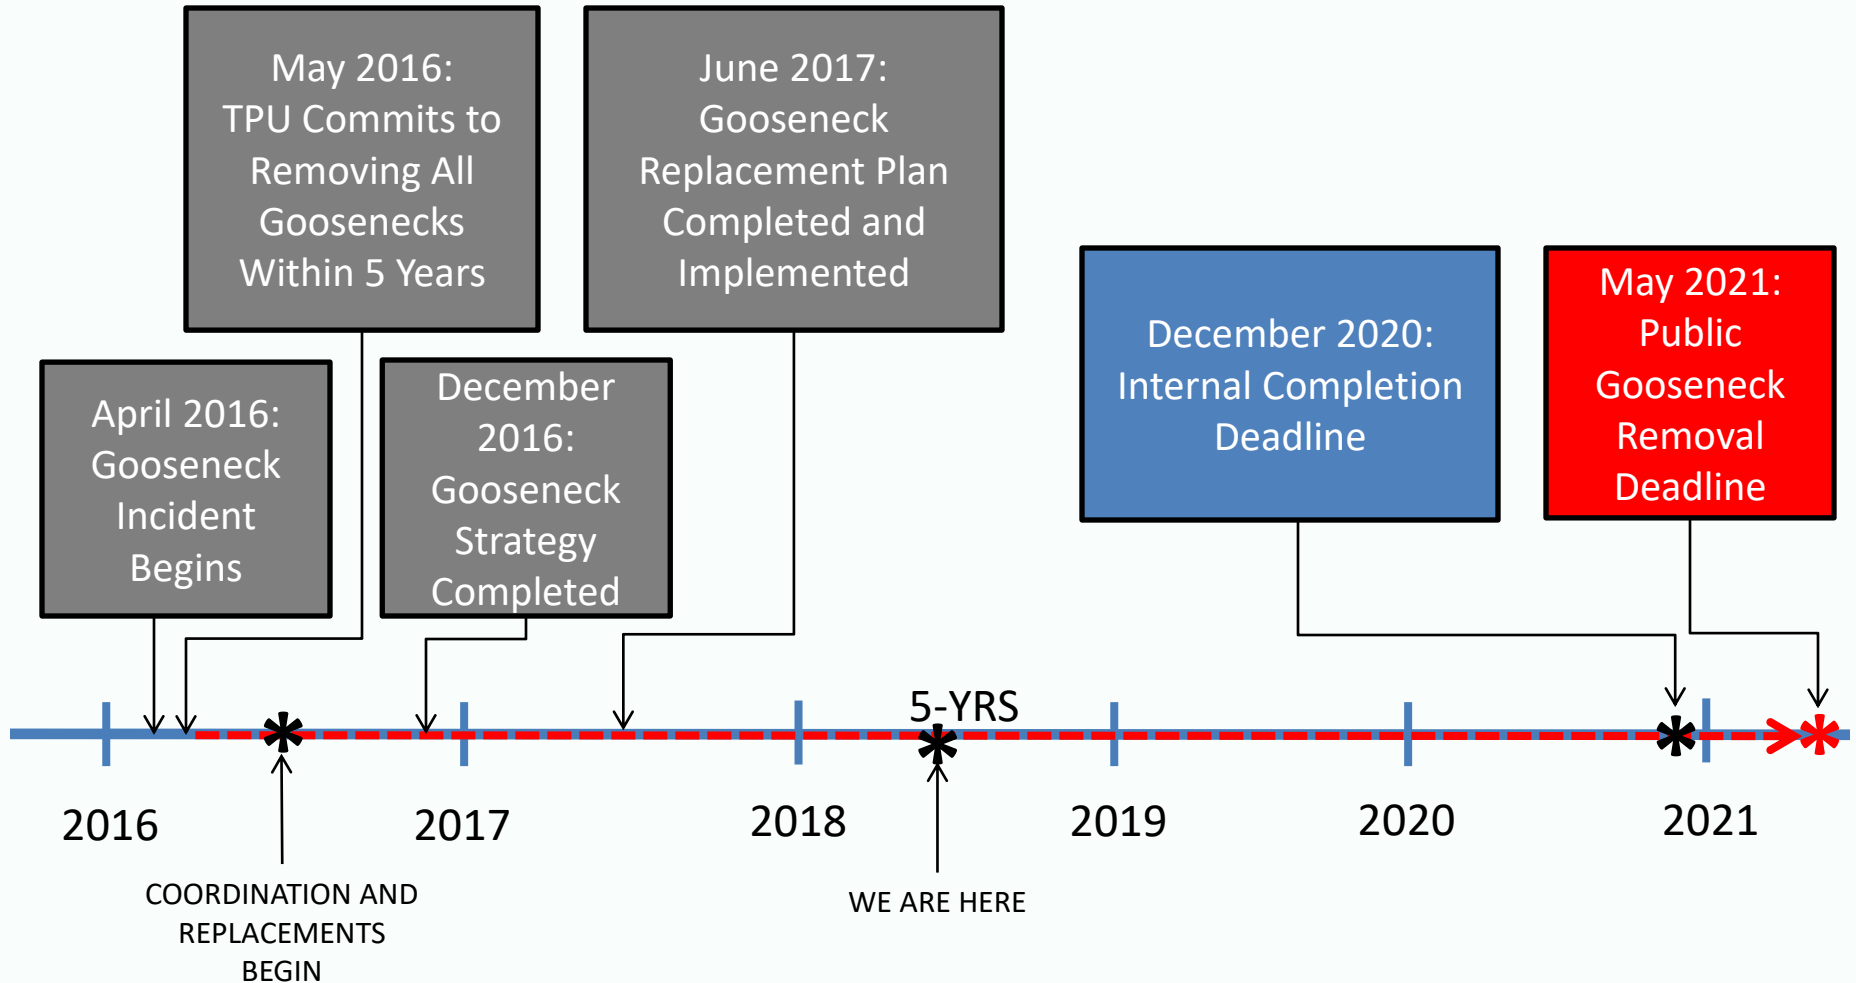 May 2016:
TPU Commits to
Removing All
Goosenecks
Within 5 Years
June 2017:
Gooseneck
Replacement Plan
Completed and
Implemented
April 2016:
Gooseneck
Incident
Begins
December
2016:
Gooseneck
Strategy
Completed
December 2020:
Internal Completion
Deadline
May 2021:
Public
Gooseneck
Removal
Deadline
5-YRS
2016
2017
2018
2019
2020
2021
COORDINATION AND
REPLACEMENTS
BEGIN
WE ARE HERE